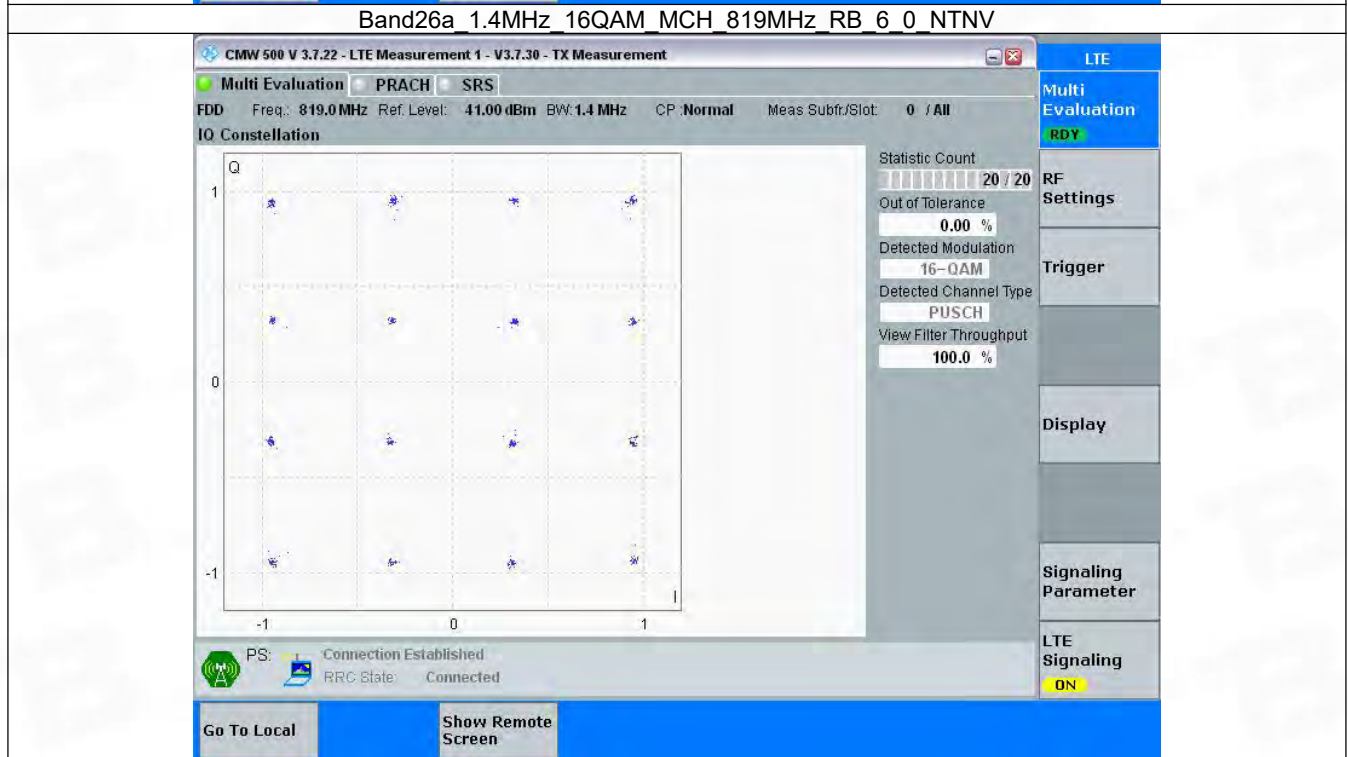 Band26a_1.4MHz_16QAM_MCH_819MHz_RB_6_0_NTNV
CMW 500 V 3.7.22 - LTE Measurement 1 - V3.7.30 - TX Measurement
LTE
Multi Evaluation PRACH SRS
Multi
Evaluation
RDY
FDD Freq.: 819.0 MHz Ref. Level: 41.00 dBm BW: 1.4 MHz CP :Normal Meas Subfr./Slot: 0 / All
IQ Constellation
Q
1
0
-1
I
-1 0 1
Statistic Count
20 / 20
Out of Tolerance
0.00 %
Detected Modulation
16-QAM
Detected Channel Type
PUSCH
View Filter Throughput
100.0 %
RF
Settings
Trigger
Display
Signaling
Parameter
LTE
Signaling
ON
PS: Connection Established
RRC State: Connected
Go To Local
Show Remote
Screen